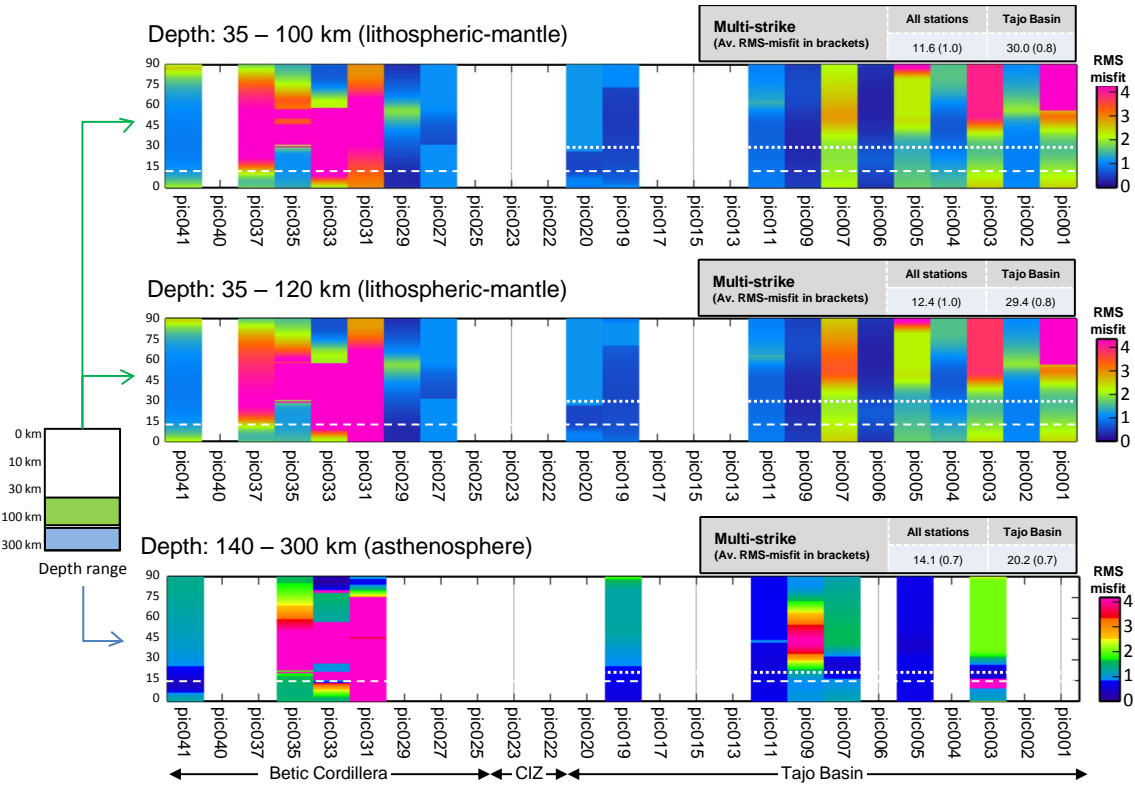 Depth: 35 – 100 km (lithospheric-mantle)
Multi-strike
(Av. RMS-misfit in brackets)
All stations
Tajo Basin
11.6 (1.0)
30.0 (0.8)
RMS
misfit
90
75
60
45
30
15
0
4
3
2
1
0
pic041
pic040
pic037
pic035
pic033
pic031
pic029
pic027
pic025
pic023
pic022
pic020
pic019
pic017
pic015
pic013
pic011
pic009
pic007
pic006
pic005
pic004
pic003
pic002
pic001
Depth: 35 – 120 km (lithospheric-mantle)
Multi-strike
(Av. RMS-misfit in brackets)
All stations
Tajo Basin
12.4 (1.0)
29.4 (0.8)
RMS
misfit
90
75
60
45
30
15
0
4
3
2
1
0
pic041
pic040
pic037
pic035
pic033
pic031
pic029
pic027
pic025
pic023
pic022
pic020
pic019
pic017
pic015
pic013
pic011
pic009
pic007
pic006
pic005
pic004
pic003
pic002
pic001
0 km
10 km
30 km
100 km
300 km
Depth range
Depth: 140 – 300 km (asthenosphere)
Multi-strike
(Av. RMS-misfit in brackets)
All stations
Tajo Basin
14.1 (0.7)
20.2 (0.7)
RMS
misfit
90
75
60
45
30
15
0
4
3
2
1
0
pic041
pic040
pic037
pic035
pic033
pic031
pic029
pic027
pic025
pic023
pic022
pic020
pic019
pic017
pic015
pic013
pic011
pic009
pic007
pic006
pic005
pic004
pic003
pic002
pic001
Betic Cordillera
CIZ
Tajo Basin